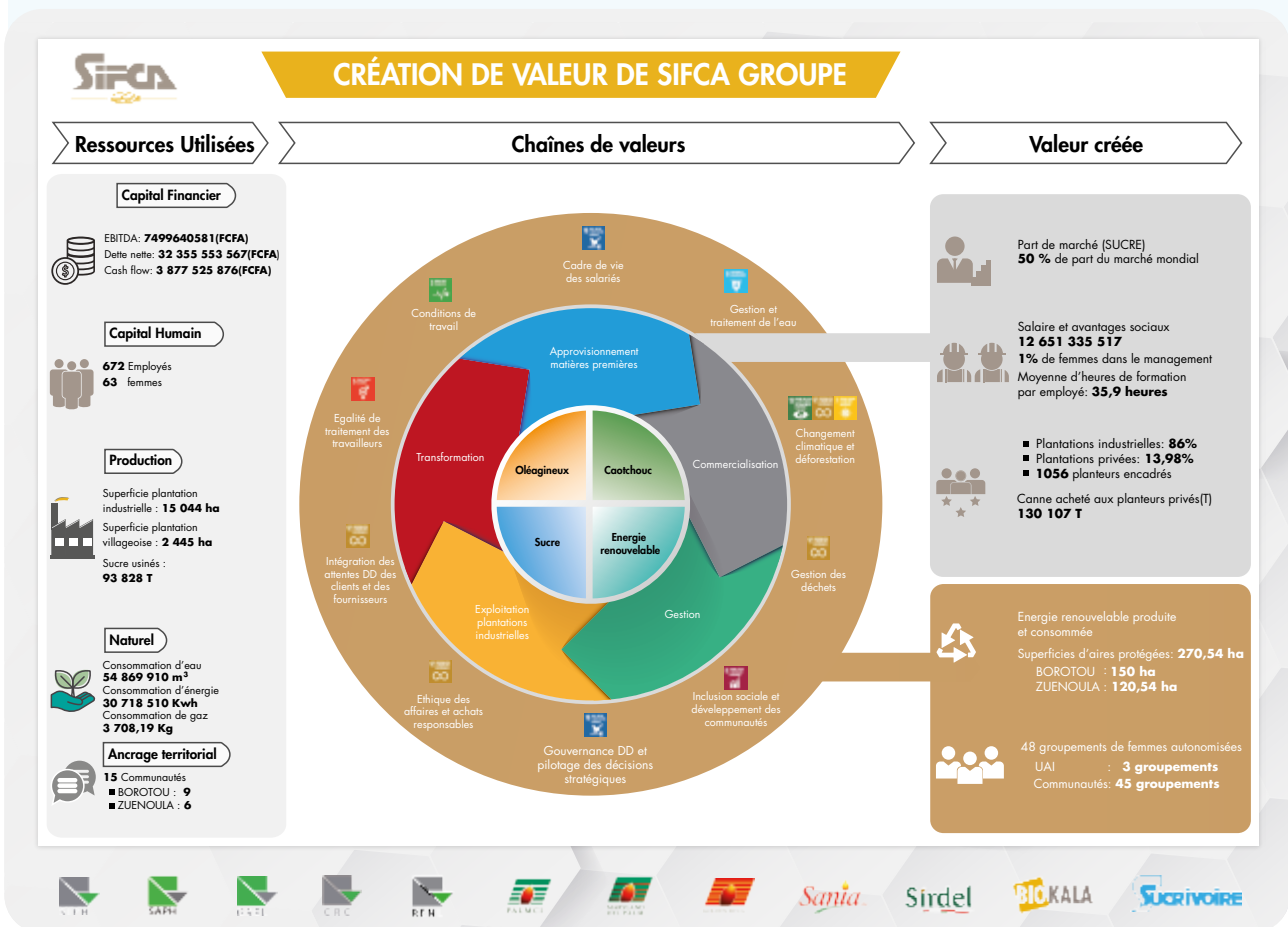 SIFCA
CRÉATION DE VALEUR DE SIFCA GROUPE
Ressources Utilisées
Chaînes de valeurs
Valeur créée
Capital Financier
EBITDA: 7499640581(FCFA)
Dette nette: 32 355 553 567(FCFA)
Cash flow: 3 877 525 876(FCFA)
Capital Humain
672 Employés
63 femmes
Production
Superficie plantation
industrielle : 15 044 ha
Superficie plantation
villageoise : 2 445 ha
Sucre usinés :
93 828 T
Naturel
Consommation d'eau
54 869 910 m³
Consommation d'énergie
30 718 510 Kwh
Consommation de gaz
3 708,19 Kg
Ancrage territorial
15 Communautés
■ BOROTOU : 9
■ ZUENOULA : 6
Cadre de vie
des salariés
Gestion et
traitement de l'eau
Changement
climatique et
déforestation
Gestion des
déchets
Inclusion sociale et
déveleppement des
communautés
Gouvernance DD et
pilotage des décisions
stratégiques
Ethique des
affaires et achats
responsables
Intégration des
attentes DD des
clients et des
fournisseurs
Egalité de
traitement des
travailleurs
Conditions de
travail
Approvisionnement
matières premières
Commercialisation
Gestion
Exploitation
plantations
industrielles
Transformation
Oléagineux
Caotchouc
Sucre
Energie
renouvelable
Part de marché (SUCRE)
50 % de part du marché mondial
Salaire et avantages sociaux
12 651 335 517
1% de femmes dans le management
Moyenne d'heures de formation
par employé: 35,9 heures
■ Plantations industrielles: 86%
■ Plantations privées: 13,98%
■ 1056 planteurs encadrés
Canne acheté aux planteurs privés(T)
130 107 T
Energie renouvelable produite
et consommée
Superficies d'aires protégées: 270,54 ha
BOROTOU : 150 ha
ZUENOULA : 120,54 ha
48 groupements de femmes autonomisées
UAI : 3 groupements
Communautés: 45 groupements
SAPH
CRC
Sania
Sirdel
BIOKALA
SUCRIVOIRE